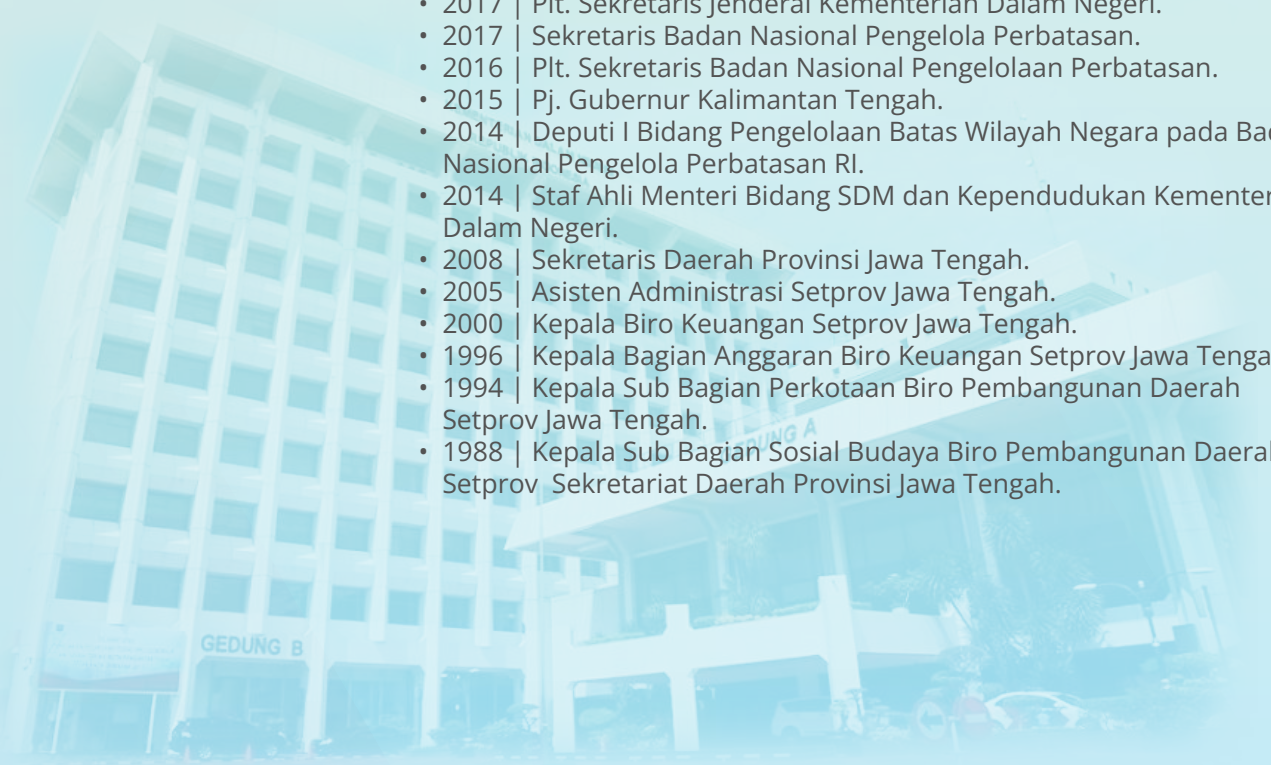 • 2017 | Plt. Sekretaris Jenderal Kementerian Dalam Negeri.
• 2017 | Sekretaris Badan Nasional Pengelola Perbatasan.
• 2016 | Plt. Sekretaris Badan Nasional Pengelolaan Perbatasan.
• 2015 | Pj. Gubernur Kalimantan Tengah.
• 2014 | Deputi I Bidang Pengelolaan Batas Wilayah Negara pada Bad
Nasional Pengelola Perbatasan RI.
• 2014 | Staf Ahli Menteri Bidang SDM dan Kependudukan Kementer
Dalam Negeri.
• 2008 | Sekretaris Daerah Provinsi Jawa Tengah.
• 2005 | Asisten Administrasi Setprov Jawa Tengah.
• 2000 | Kepala Biro Keuangan Setprov Jawa Tengah.
• 1996 | Kepala Bagian Anggaran Biro Keuangan Setprov Jawa Tenga
• 1994 | Kepala Sub Bagian Perkotaan Biro Pembangunan Daerah
Setprov Jawa Tengah.
• 1988 | Kepala Sub Bagian Sosial Budaya Biro Pembangunan Daerah
Setprov Sekretariat Daerah Provinsi Jawa Tengah.
GEDUNG A
GEDUNG B